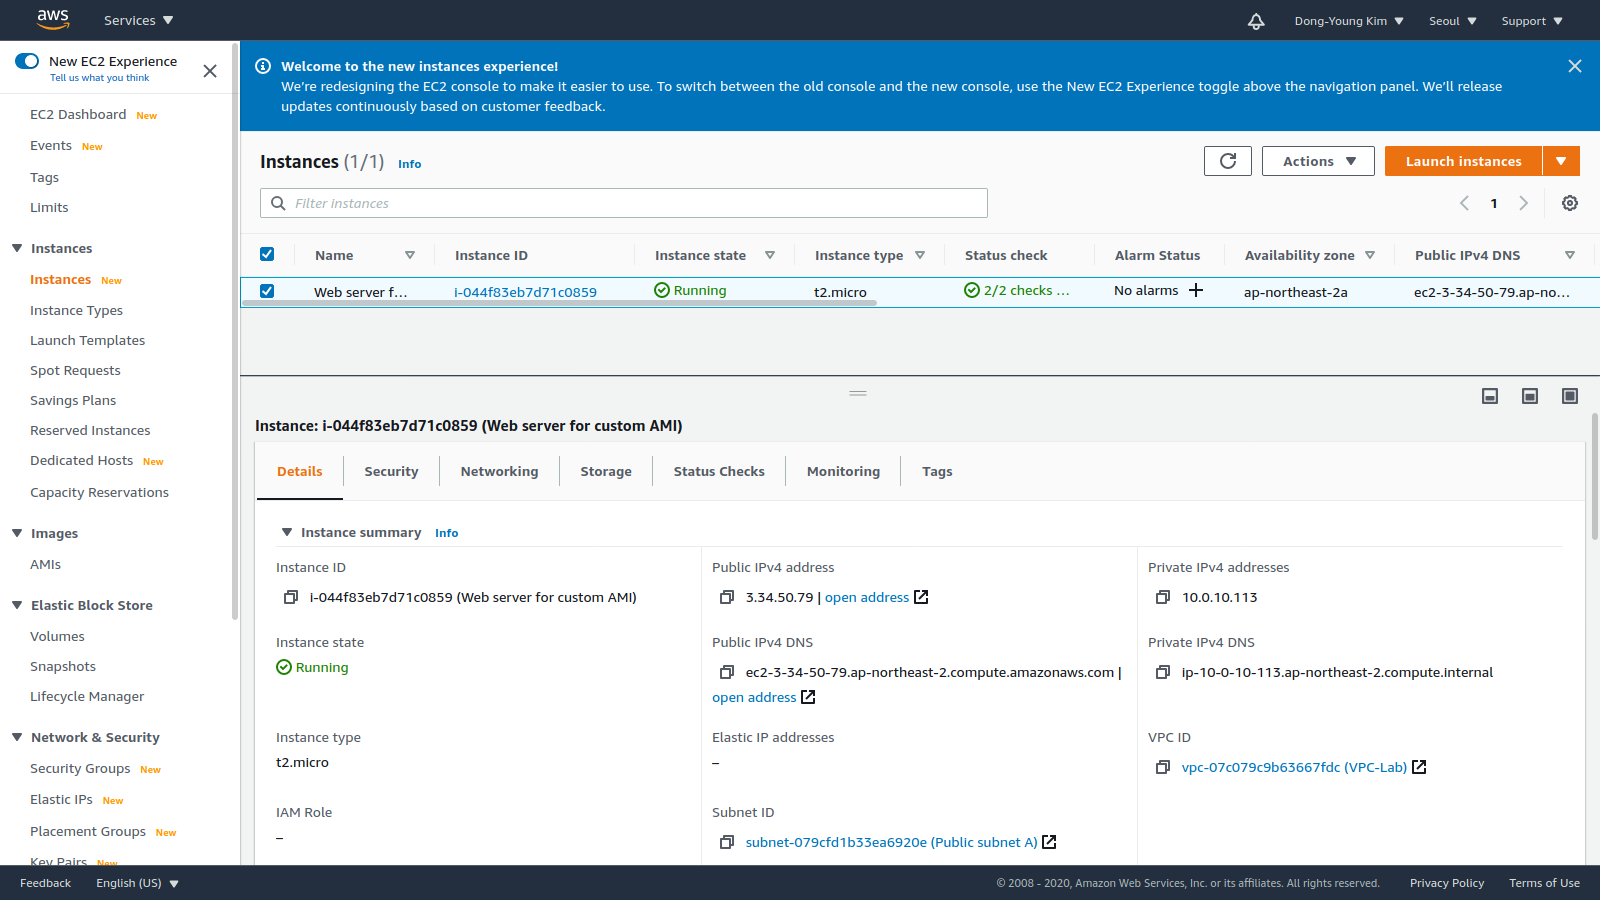 aws
Services
Dong-Young Kim
Seoul
Support
New EC2 Experience
Tell us what you think
EC2 Dashboard New
Events New
Tags
Limits
Instances
Instances New
Instance Types
Launch Templates
Spot Requests
Savings Plans
Reserved Instances
Dedicated Hosts New
Capacity Reservations
Images
AMIs
Elastic Block Store
Volumes
Snapshots
Lifecycle Manager
Network & Security
Security Groups New
Elastic IPs New
Placement Groups New
Key Pairs New
Welcome to the new instances experience!
We're redesigning the EC2 console to make it easier to use. To switch between the old console and the new console, use the New EC2 Experience toggle above the navigation panel. We'll release
updates continuously based on customer feedback.
Instances (1/1) Info
Actions
Launch instances
Filter instances
1
Name Instance ID Instance state Instance type Status check Alarm Status Availability zone Public IPv4 DNS
Web server f... i-044f83eb7d71c0859 Running t2.micro 2/2 checks ... No alarms ap-northeast-2a ec2-3-34-50-79.ap-no...
Instance: i-044f83eb7d71c0859 (Web server for custom AMI)
Details Security Networking Storage Status Checks Monitoring Tags
Instance summary Info
Instance ID
i-044f83eb7d71c0859 (Web server for custom AMI)
Public IPv4 address
3.34.50.79 | open address
Private IPv4 addresses
10.0.10.113
Instance state
Running
Public IPv4 DNS
ec2-3-34-50-79.ap-northeast-2.compute.amazonaws.com |
open address
Private IPv4 DNS
ip-10-0-10-113.ap-northeast-2.compute.internal
Instance type
t2.micro
Elastic IP addresses
–
VPC ID
vpc-07c079c9b63667fdc (VPC-Lab)
IAM Role
–
Subnet ID
subnet-079cfd1b33ea6920e (Public subnet A)
Feedback
English (US)
© 2008 - 2020, Amazon Web Services, Inc. or its affiliates. All rights reserved.
Privacy Policy
Terms of Use